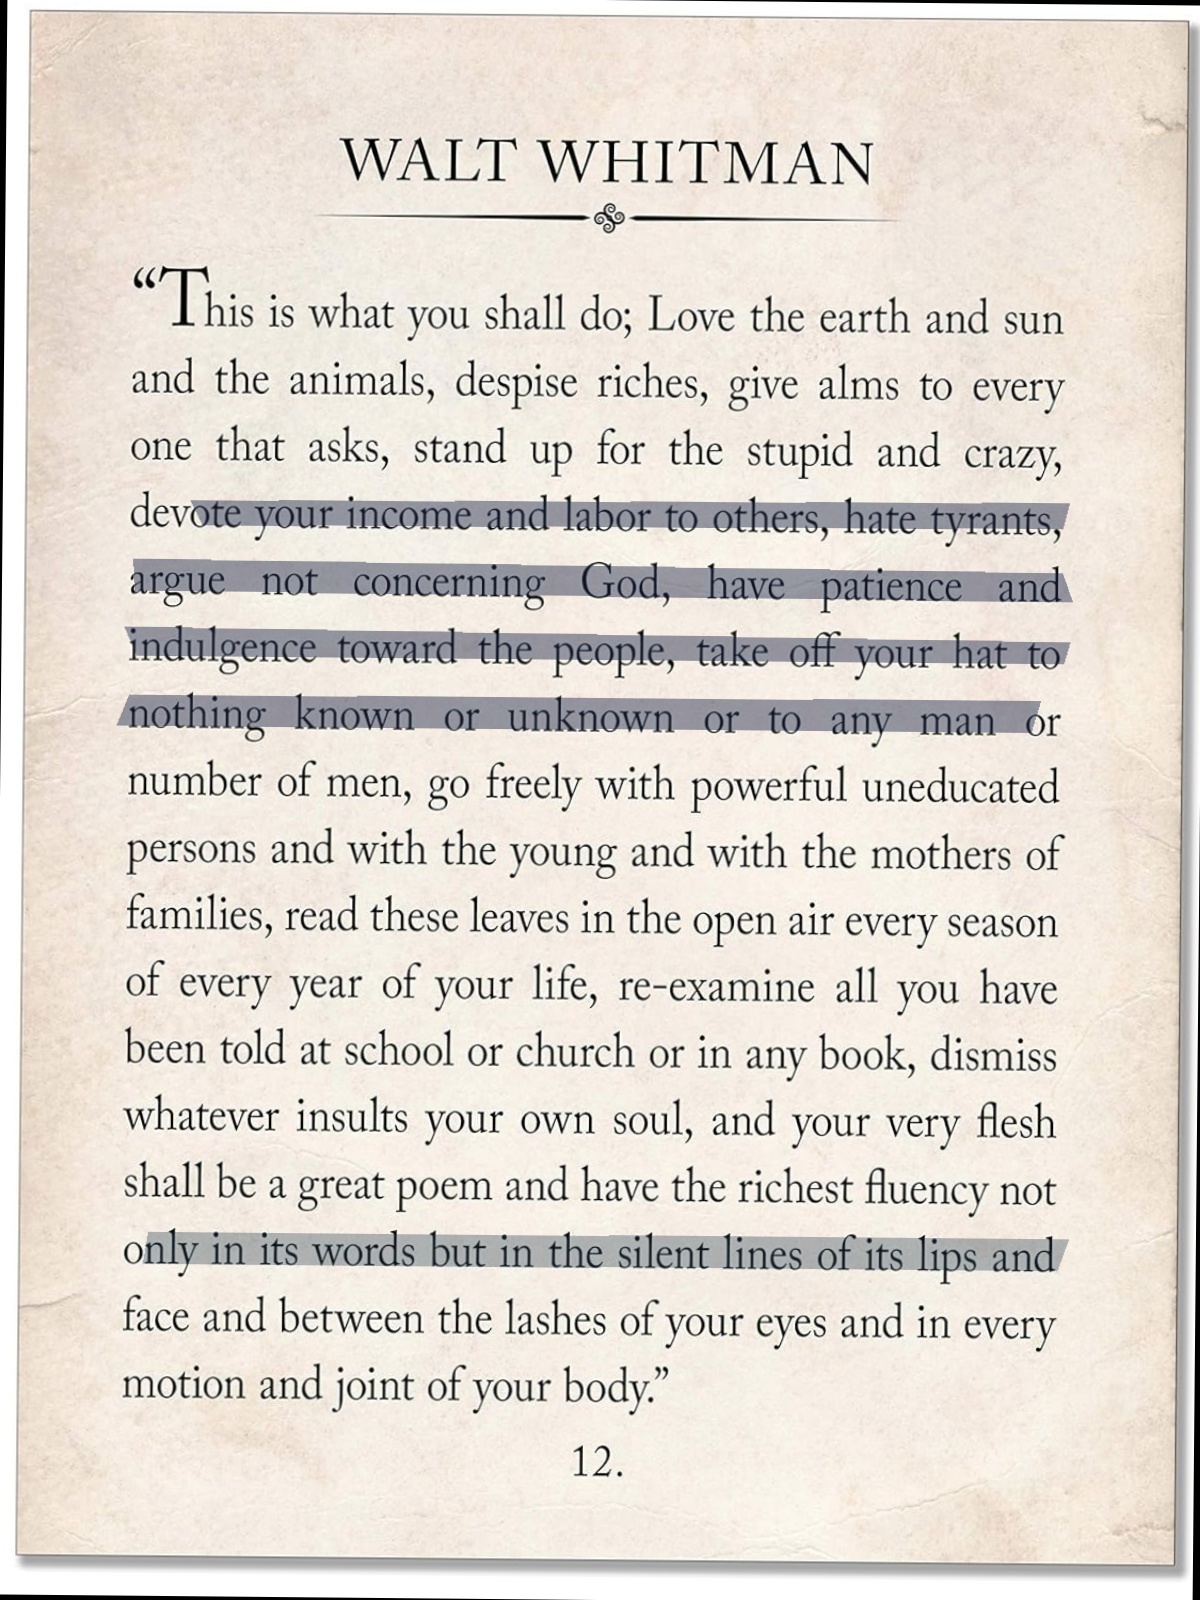 WALT WHITMAN
“This is what you shall do; Love the earth and sun
and the animals, despise riches, give alms to every
one that asks, stand up for the stupid and crazy,
devote your income and labor to others, hate tyrants,
argue not concerning God, have patience and
indulgence toward the people, take off your hat to
nothing known or unknown or to any man or
number of men, go freely with powerful uneducated
persons and with the young and with the mothers of
families, read these leaves in the open air every season
of every year of your life, re-examine all you have
been told at school or church or in any book, dismiss
whatever insults your own soul, and your very flesh
shall be a great poem and have the richest fluency not
only in its words but in the silent lines of its lips and
face and between the lashes of your eyes and in every
motion and joint of your body.”
12.